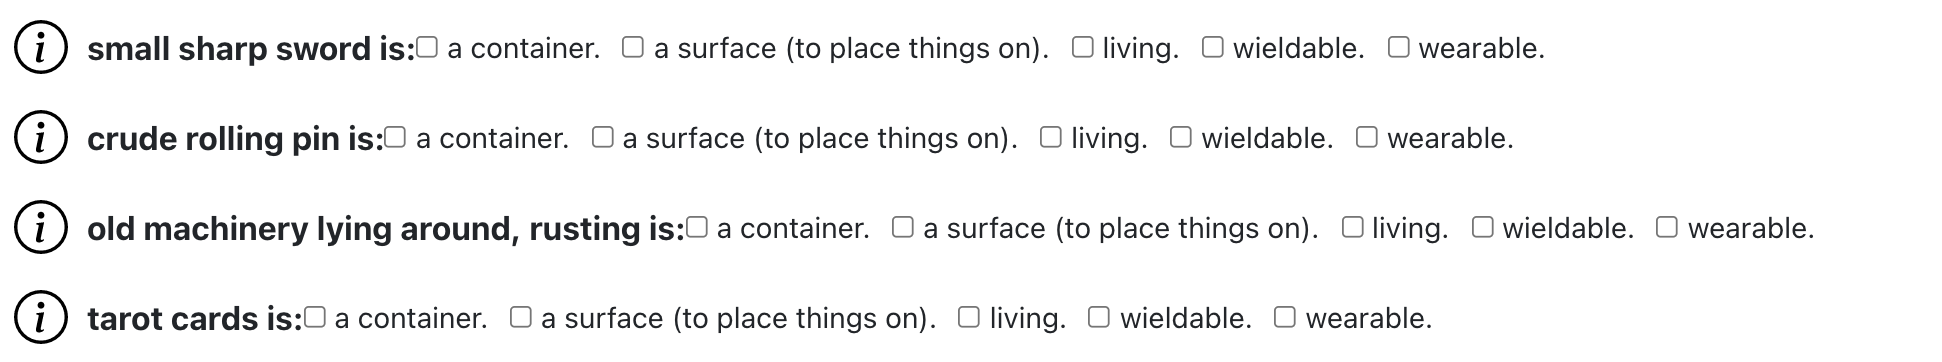 i small sharp sword is: a container. a surface (to place things on). living. wieldable. wearable.
i crude rolling pin is: a container. a surface (to place things on). living. wieldable. wearable.
i old machinery lying around, rusting is: a container. a surface (to place things on). living. wieldable. wearable.
i tarot cards is: a container. a surface (to place things on). living. wieldable. wearable.